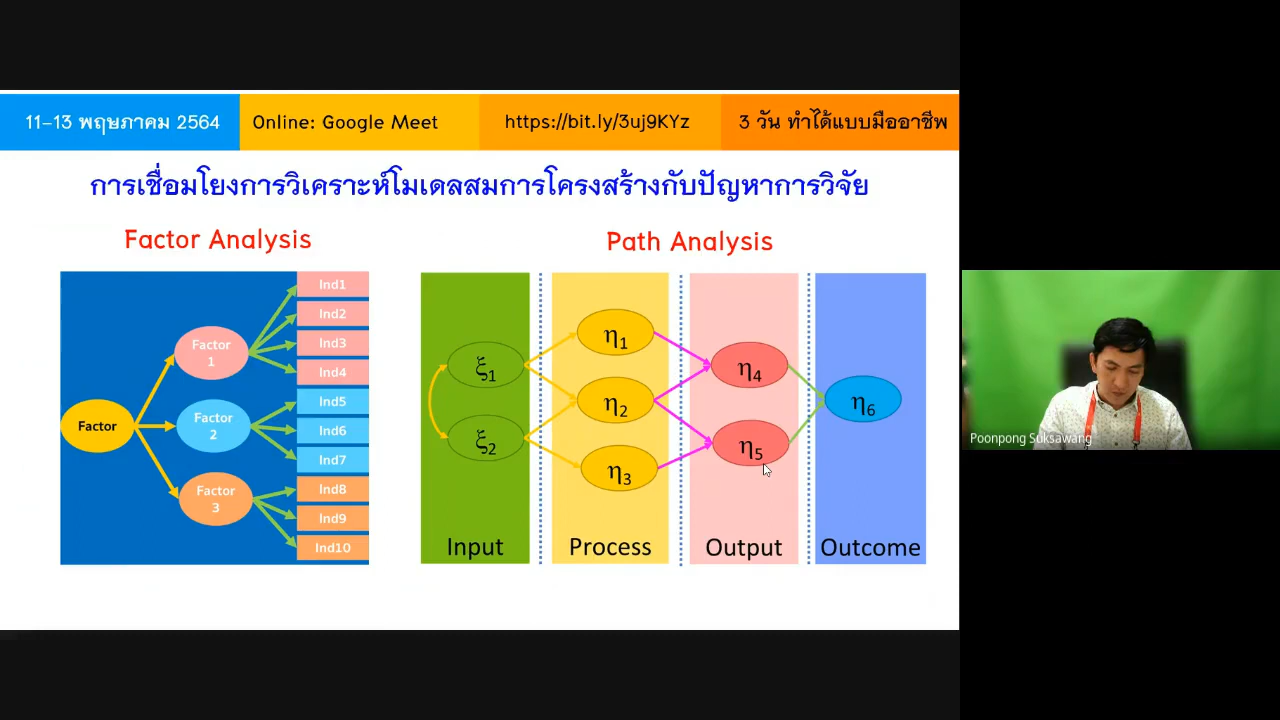 11–13 พฤษภาคม 2564
Online: Google Meet
https://bit.ly/3uj9KYz
3 วัน ทำได้แบบมืออาชีพ
การเชื่อมโยงการวิเคราะห์โมเดลสมการโครงสร้างกับปัญหาการวิจัย
Factor Analysis
Factor
Factor
1
Factor
2
Factor
3
Ind1
Ind2
Ind3
Ind4
Ind5
Ind6
Ind7
Ind8
Ind9
Ind10
Path Analysis
ξ1
ξ2
η1
η2
η3
η4
η5
η6
Input
Process
Output
Outcome
Poonpong Suksawang